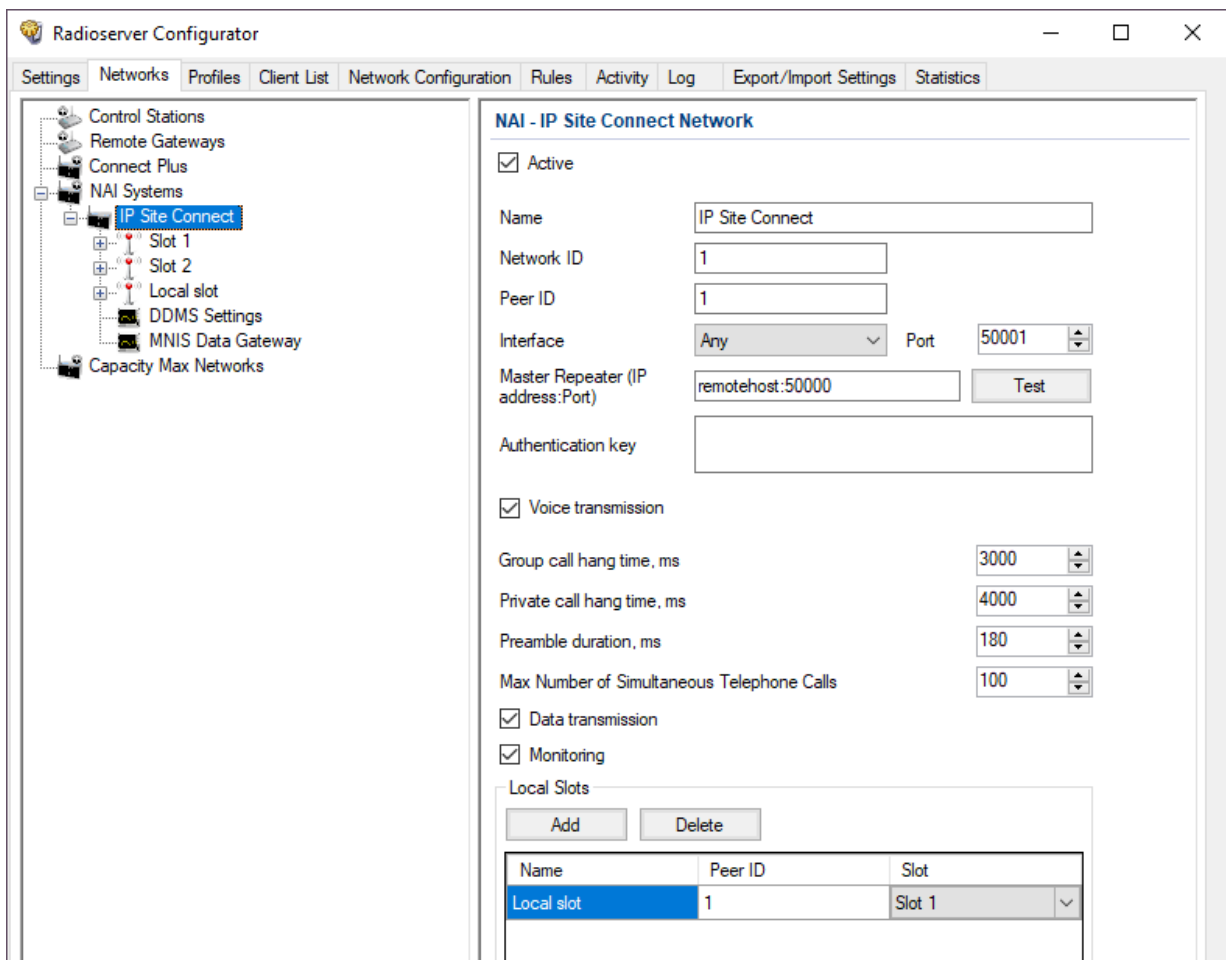 Radioserver Configurator
Settings Networks Profiles Client List Network Configuration Rules Activity Log Export/Import Settings Statistics
Control Stations
Remote Gateways
Connect Plus
NAI Systems
IP Site Connect
Slot 1
Slot 2
Local slot
DDMS Settings
MNIS Data Gateway
Capacity Max Networks
NAI - IP Site Connect Network
Active
Name IP Site Connect
Network ID 1
Peer ID 1
Interface Any Port 50001
Master Repeater (IP
address:Port) remotehost:50000 Test
Authentication key
Voice transmission
Group call hang time, ms 3000
Private call hang time, ms 4000
Preamble duration, ms 180
Max Number of Simultaneous Telephone Calls 100
Data transmission
Monitoring
Local Slots
Add Delete
Name Peer ID Slot
Local slot 1 Slot 1